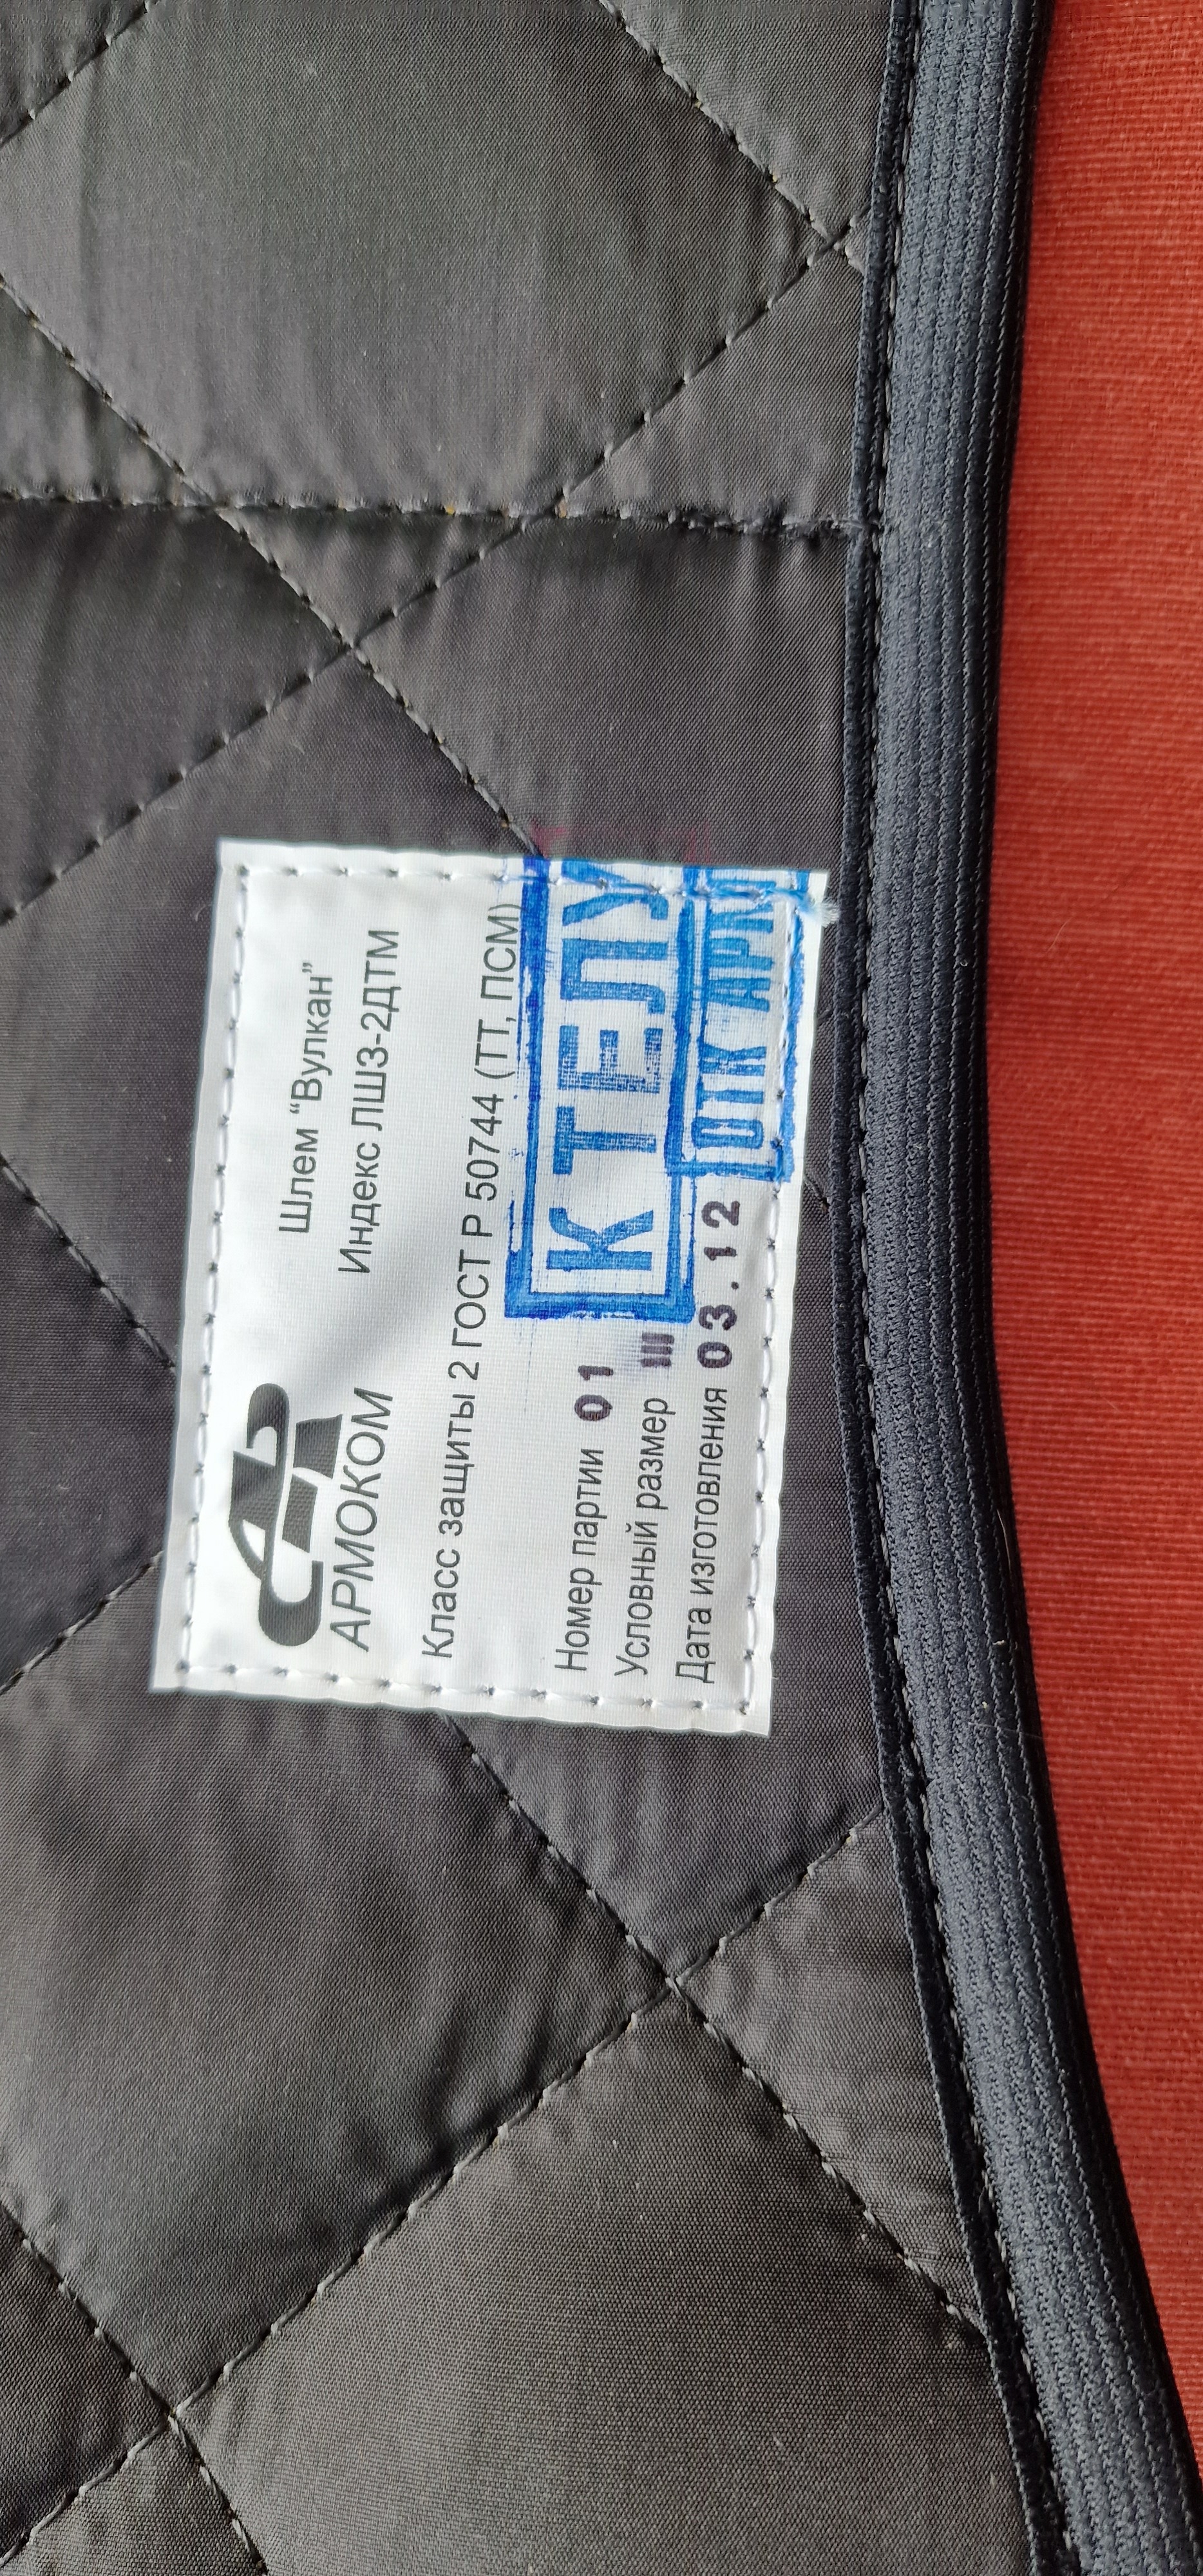 АРМОКОМ
Шлем “Вулкан”
Индекс ЛШЗ-2ДТМ
Класс защиты 2 ГОСТ Р 50744 (ТТ, ПСМ)
К ТЕЛУ
Номер партии 01
Условный размер III
Дата изготовления 03.12
ОТК